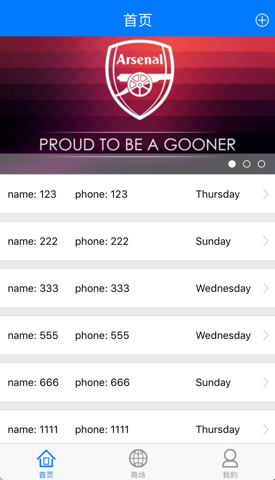 首页
Arsenal
PROUD TO BE A GOONER
name: 123 phone: 123 Thursday
name: 222 phone: 222 Sunday
name: 333 phone: 333 Wednesday
name: 555 phone: 555 Wednesday
name: 666 phone: 666 Sunday
name: 1111 phone: 1111 Thursday
首页 商场 我的